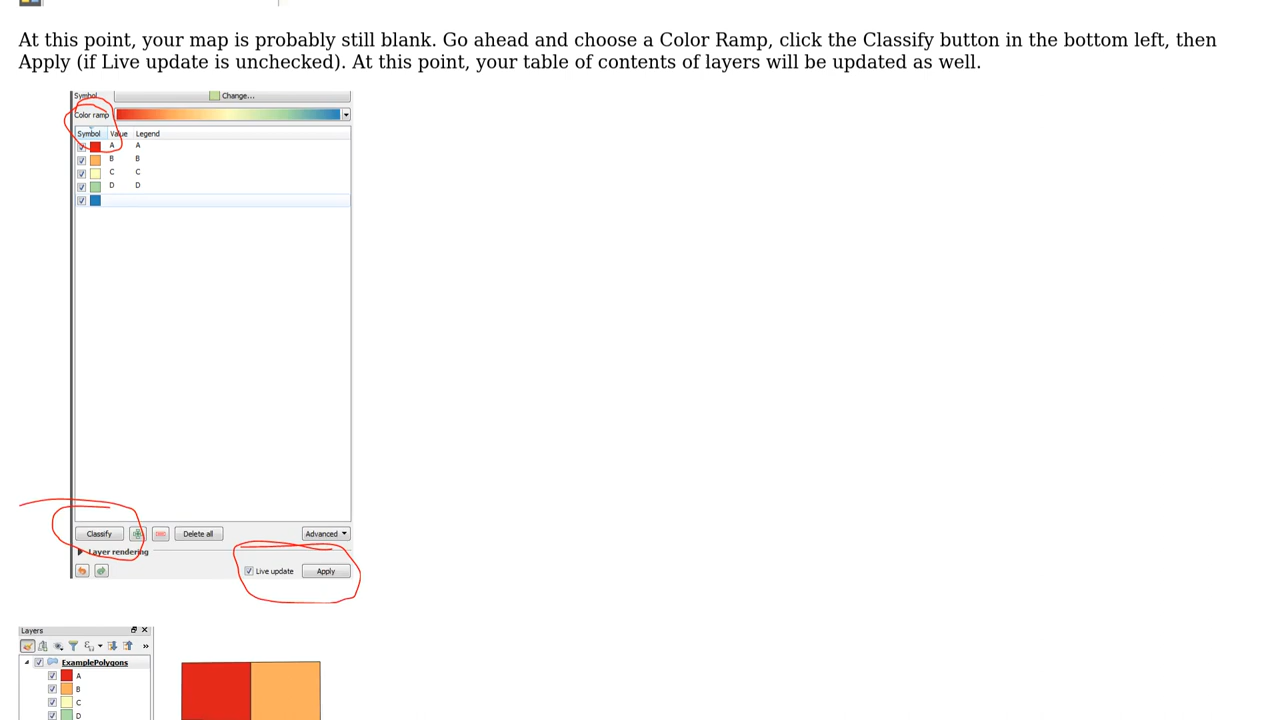 At this point, your map is probably still blank. Go ahead and choose a Color Ramp, click the Classify button in the bottom left, then
Apply (if Live update is unchecked). At this point, your table of contents of layers will be updated as well.
Symbol Change...
Color ramp
Symbol Value Legend
A A
B B
C C
D D
Classify Delete all Advanced
Layer rendering
Live update Apply
Layers
ExamplePolygons
A
B
C
D